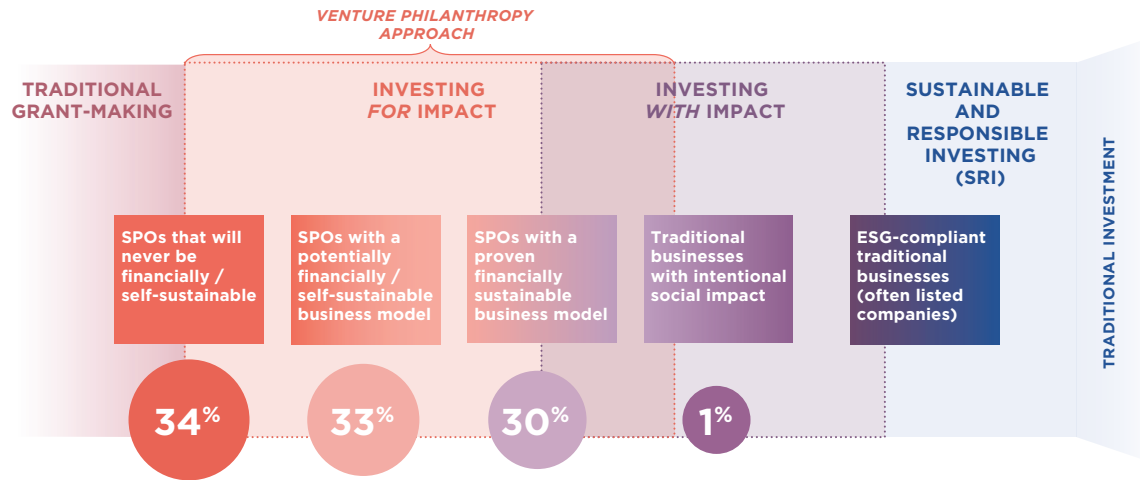 VENTURE PHILANTHROPY
APPROACH
TRADITIONAL
GRANT-MAKING
INVESTING
FOR IMPACT
INVESTING
WITH IMPACT
SUSTAINABLE
AND
RESPONSIBLE
INVESTING
(SRI)
TRADITIONAL INVESTMENT
SPOs that will
never be
financially /
self-sustainable
SPOs with a
potentially
financially /
self-sustainable
business model
SPOs with a
proven
financially
sustainable
business model
Traditional
businesses
with intentional
social impact
ESG-compliant
traditional
businesses
(often listed
companies)
34%
33%
30%
1%